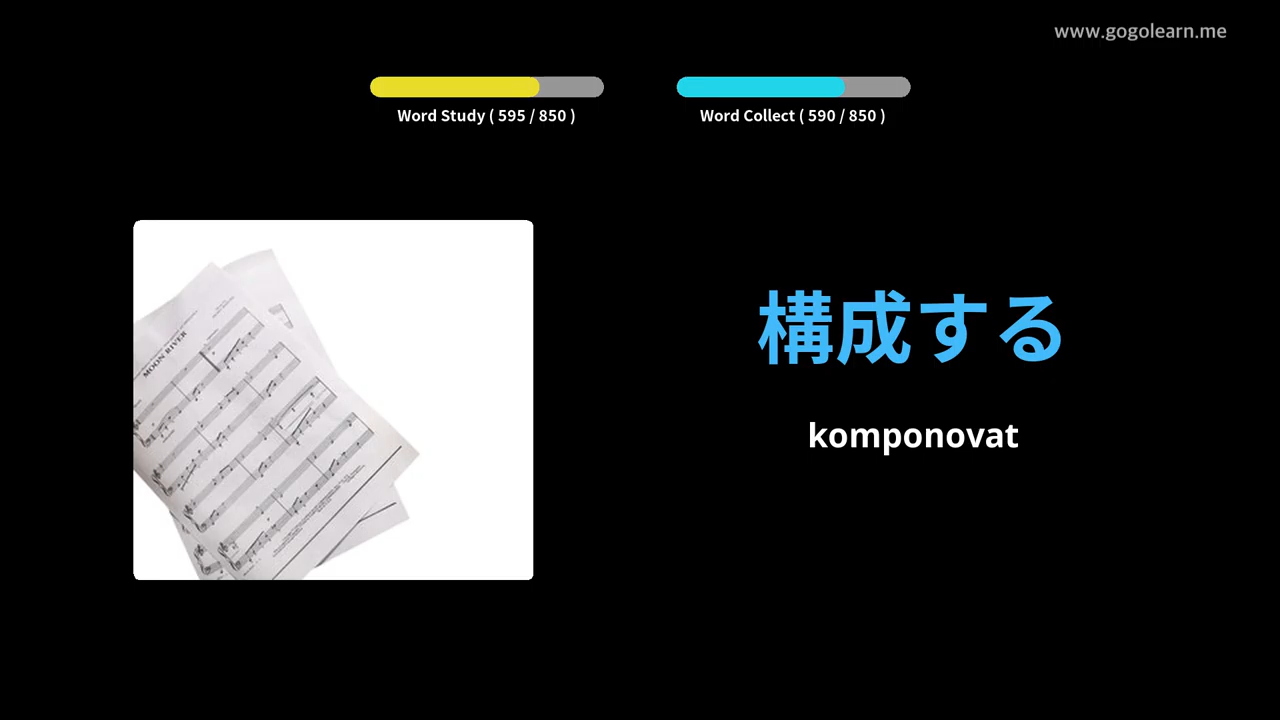 www.gogolearn.me
Word Study ( 595 / 850 )
Word Collect ( 590 / 850 )
MOON RIVER
構成する
komponovat